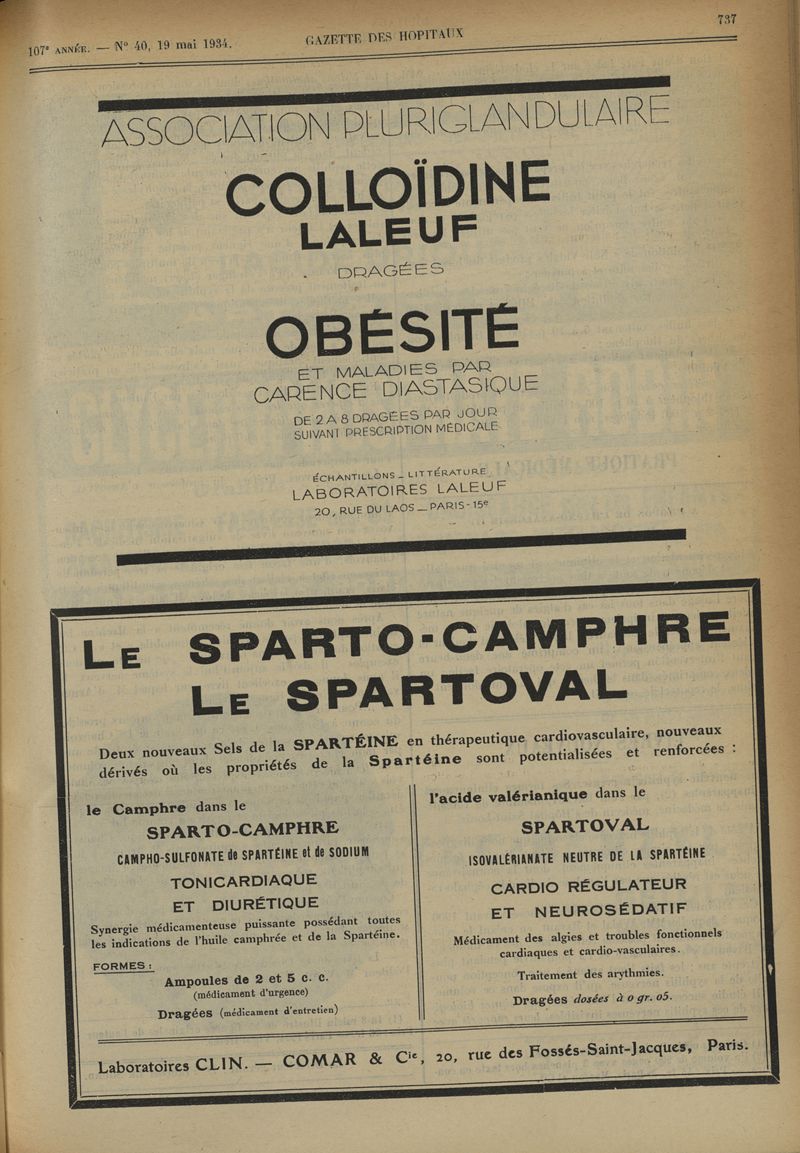 107e ANNÉE. — No 40, 19 mai 1934.
GAZETTE DES HOPITAUX
737
ASSOCIATION PLURIGLANDULAIRE
COLLOÏDINE
LALEUF
DRAGÉES
OBÉSITÉ
ET MALADIES PAR
CARENCE DIASTASIQUE
DE 2 A 8 DRAGÉES PAR JOUR
SUIVANT PRESCRIPTION MÉDICALE
ÉCHANTILLONS _ LITTÉRATURE
LABORATOIRES LALEUF
20, RUE DU LAOS _ PARIS-15e
LE SPARTO-CAMPHRE
LE SPARTOVAL
Deux nouveaux Sels de la SPARTÉINE en thérapeutique cardiovasculaire, nouveaux
dérivés où les propriétés de la Spartéine sont potentialisées et renforcées :
le Camphre dans le
SPARTO-CAMPHRE
CAMPHO-SULFONATE de SPARTÉINE et de SODIUM
TONICARDIAQUE
ET DIURÉTIQUE
Synergie médicamenteuse puissante possédant toutes
les indications de l'huile camphrée et de la Spartéine.
FORMES :
Ampoules de 2 et 5 c. c.
(médicament d'urgence)
Dragées (médicament d'entretien)
l'acide valérianique dans le
SPARTOVAL
ISOVALÉRIANATE NEUTRE DE LA SPARTÉINE
CARDIO RÉGULATEUR
ET NEUROSÉDATIF
Médicament des algies et troubles fonctionnels
cardiaques et cardio-vasculaires.
Traitement des arythmies.
Dragées dosées à 0 gr. 05.
Laboratoires CLIN. — COMAR & Cie, 20, rue des Fossés-Saint-Jacques, Paris.